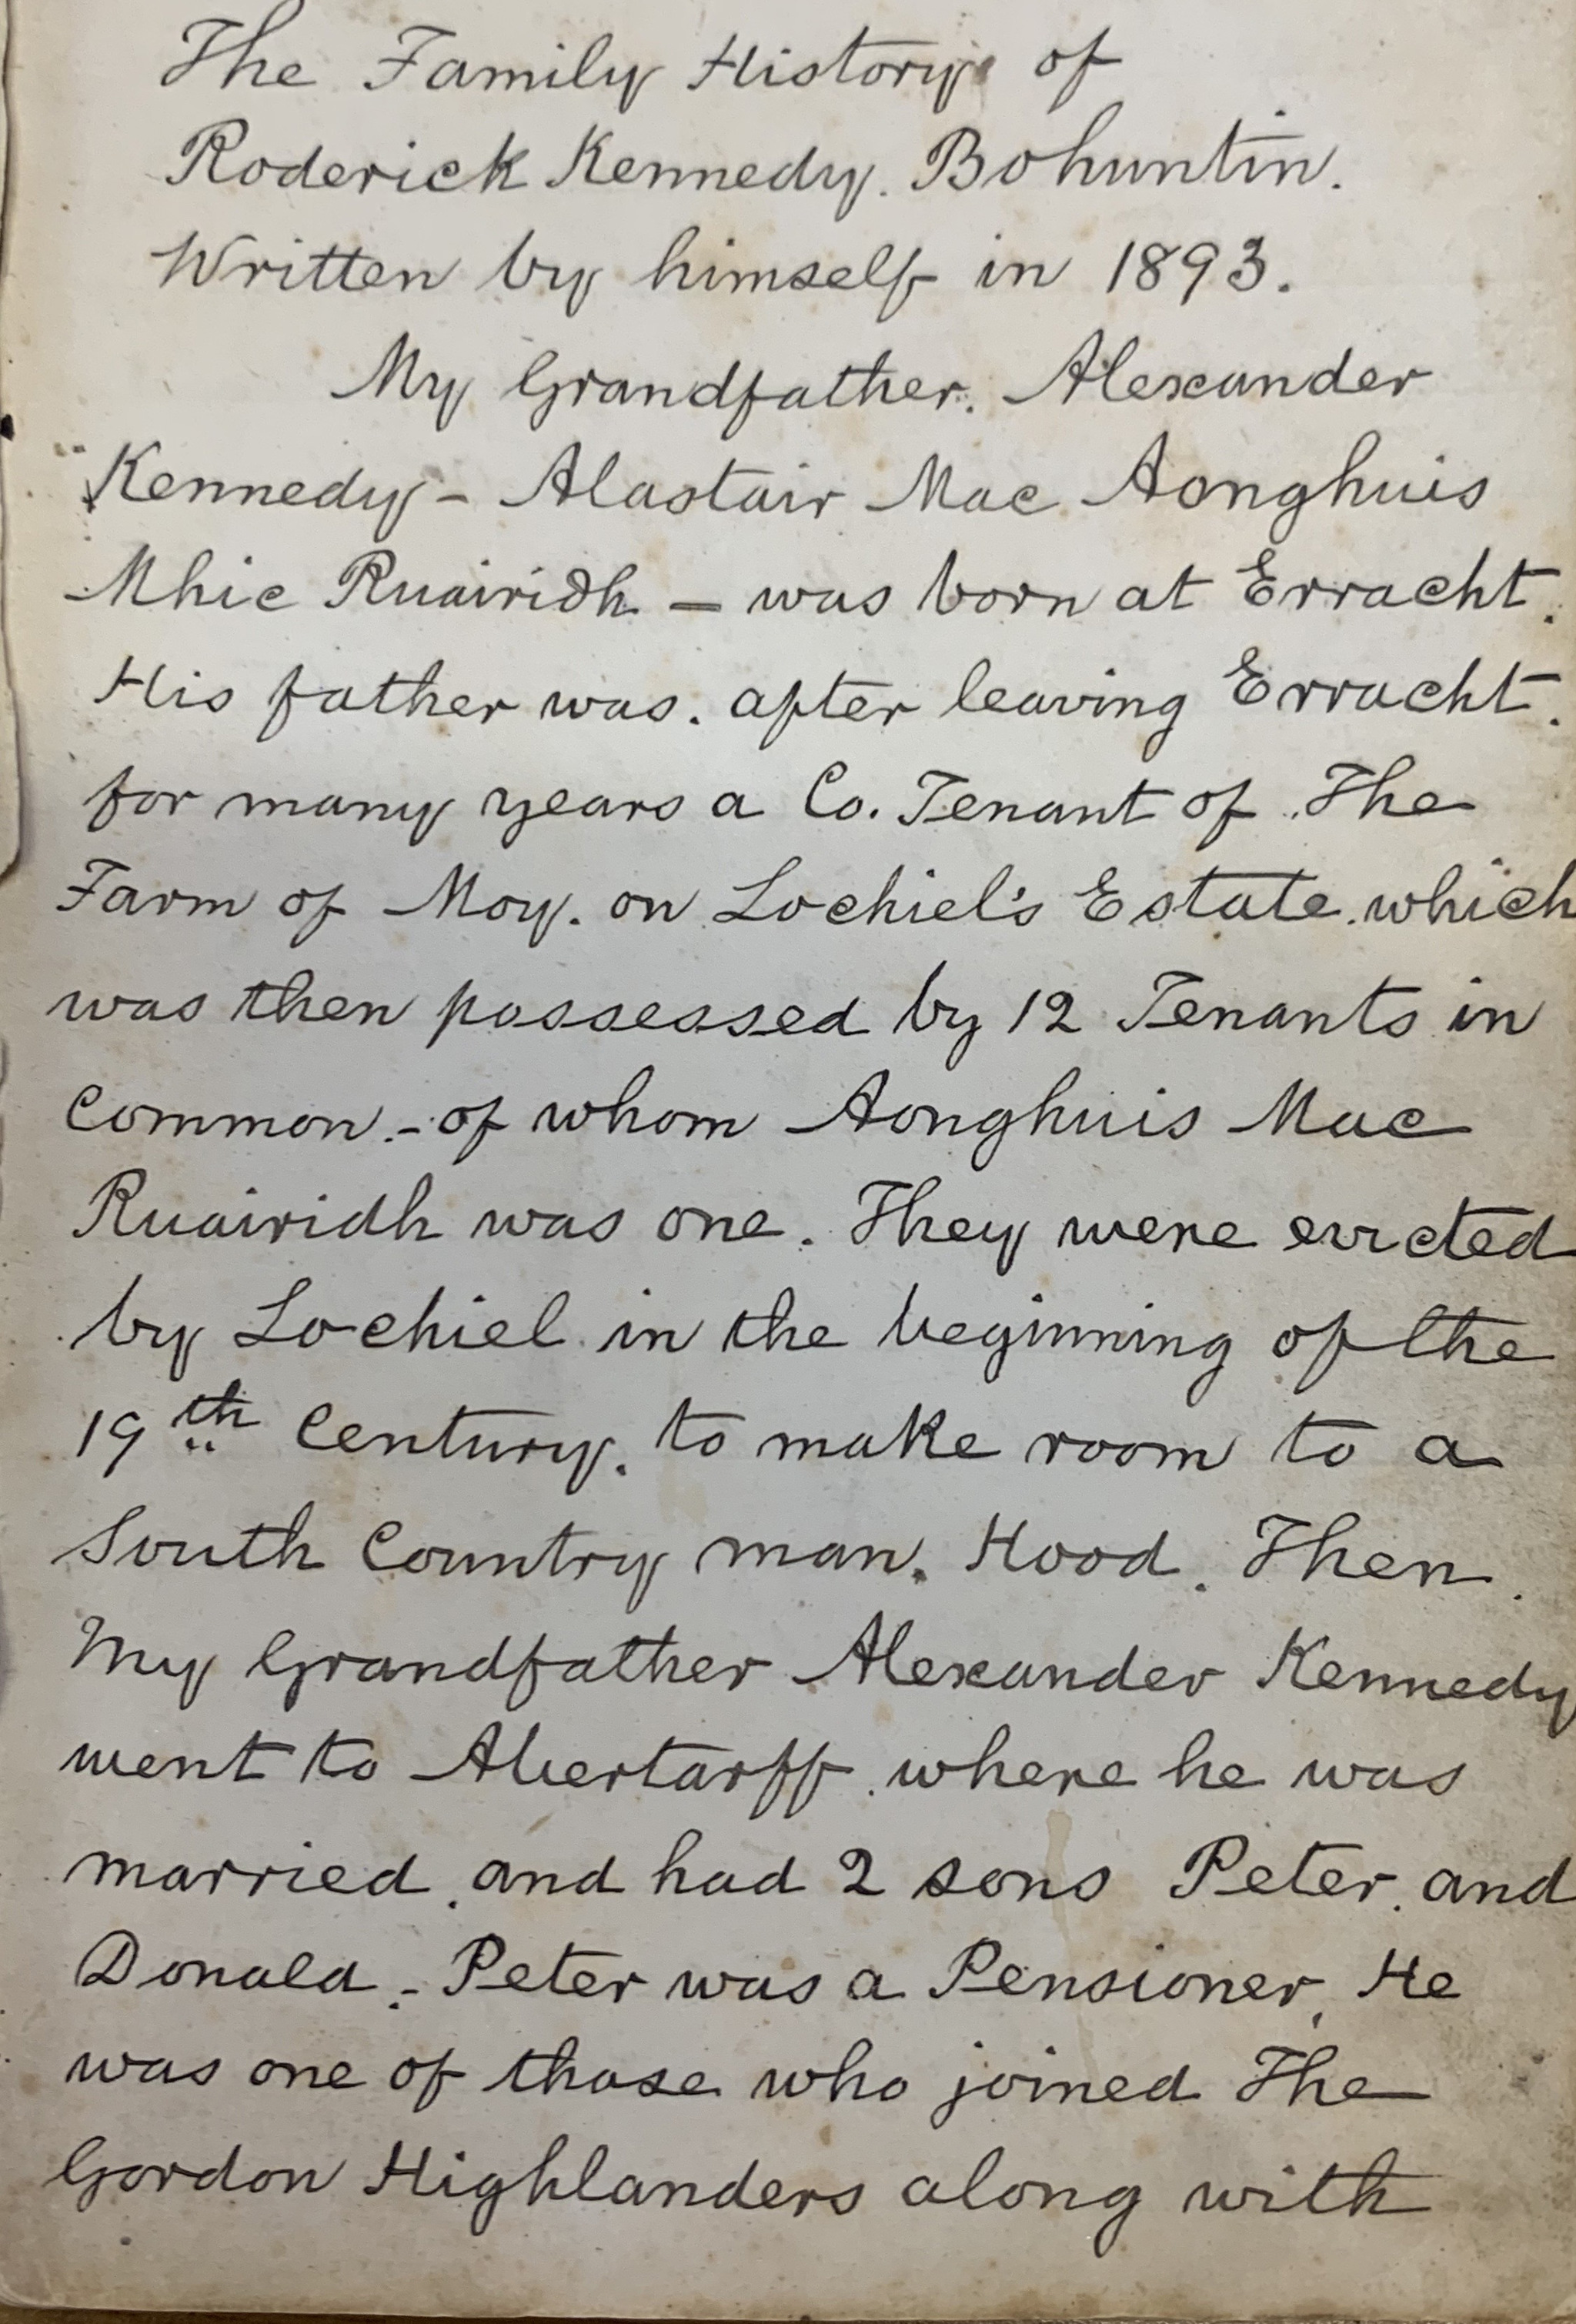 The Family History of
Roderick Kennedy. Bohuntin.
Written by himself in 1893.
My Grandfather. Alexander
Kennedy - Alastair Mac Aonghuis
Mhic Ruairidh - was born at Erracht.
His father was. after leaving Erracht.
for many years a Co. Tenant of The
Farm of Moy. on Lochiel's Estate. which
was then possessed by 12 Tenants in
Common. - of whom Aonghuis Mac
Ruairidh was one. They were evicted
by Lochiel in the beginning of the
19th Century. to make room to a
South Country man. Hood. Then.
My Grandfather Alexander Kennedy
went to Abertarff. where he was
married. and had 2 sons Peter. and
Donald. - Peter was a Pensioner, He
was one of those who joined The
Gordon Highlanders along with